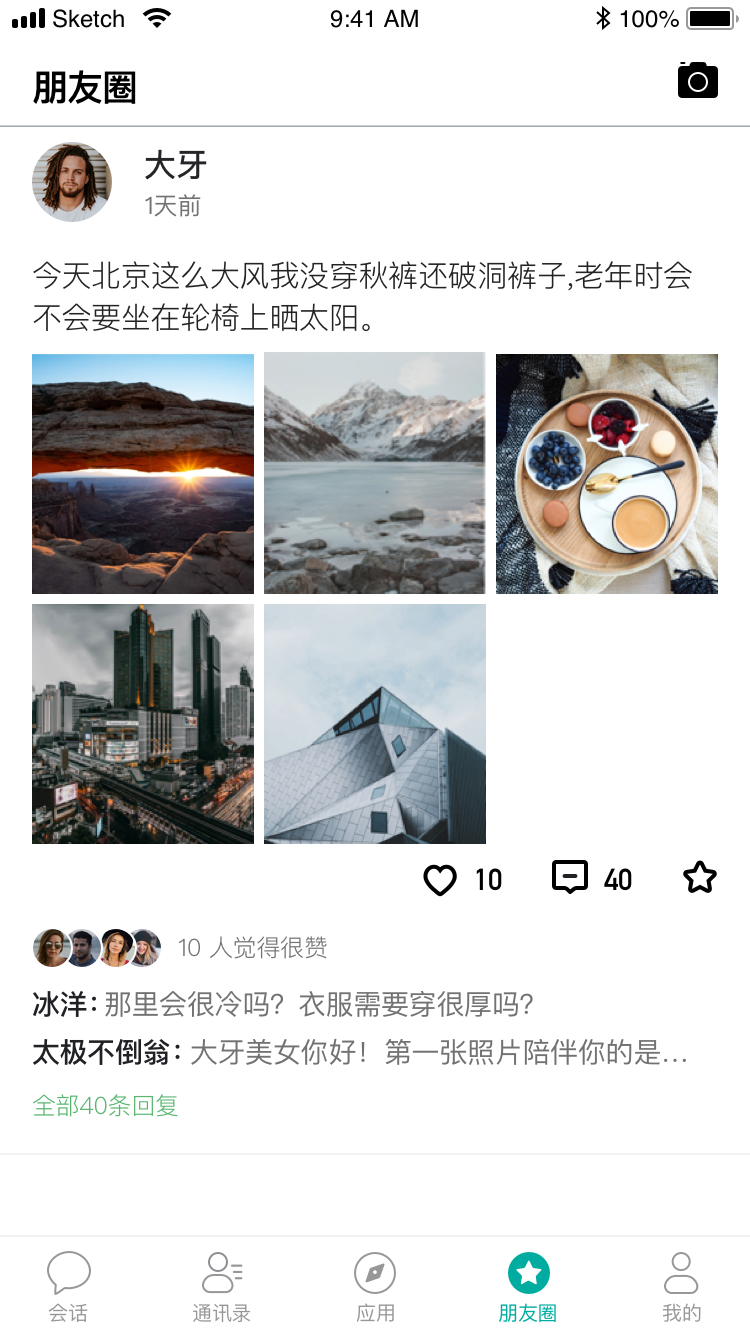 Sketch 9:41 AM 100%
朋友圈
大牙
1天前
今天北京这么大风我没穿秋裤还破洞裤子,老年时会
不会要坐在轮椅上晒太阳。
10 40
10 人觉得很赞
冰洋: 那里会很冷吗？衣服需要穿很厚吗?
太极不倒翁: 大牙美女你好！第一张照片陪伴你的是...
全部40条回复
会话 通讯录 应用 朋友圈 我的